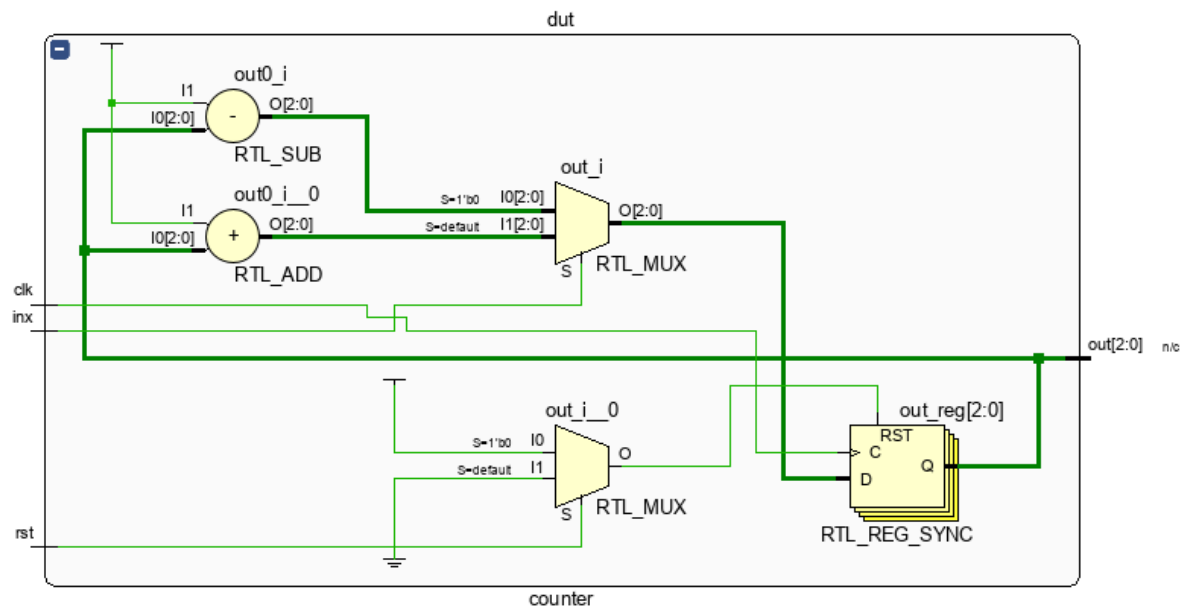 dut
out0_i
I1
O[2:0]
I0[2:0]
-
RTL_SUB
out_i
out0_i__0
S=1'b0
I0[2:0]
O[2:0]
I1
O[2:0]
S=default
I1[2:0]
I0[2:0]
+
S
RTL_MUX
RTL_ADD
clk
inx
out[2:0]
n/c
out_i__0
out_reg[2:0]
S=1'b0
I0
RST
O
C
S=default
I1
Q
D
S
RTL_MUX
rst
RTL_REG_SYNC
counter